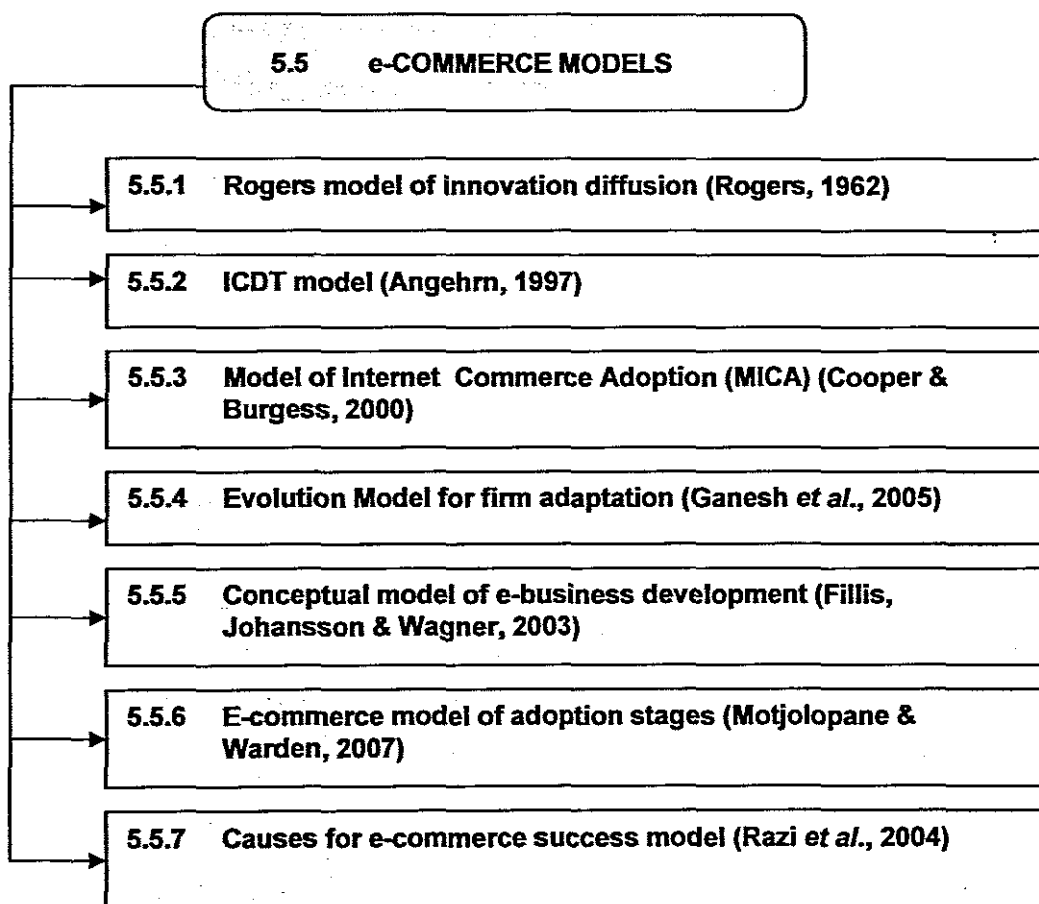 5.5 e-COMMERCE MODELS
5.5.1 Rogers model of innovation diffusion (Rogers, 1962)
5.5.2 ICDT model (Angehrn, 1997)
5.5.3 Model of Internet Commerce Adoption (MICA) (Cooper &
Burgess, 2000)
5.5.4 Evolution Model for firm adaptation (Ganesh et al., 2005)
5.5.5 Conceptual model of e-business development (Fillis,
Johansson & Wagner, 2003)
5.5.6 E-commerce model of adoption stages (Motjolopane &
Warden, 2007)
5.5.7 Causes for e-commerce success model (Razi et al., 2004)